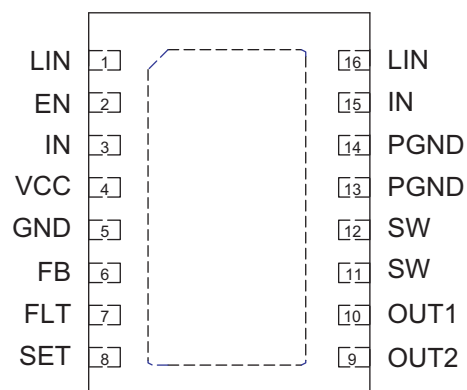 LIN 1 16 LIN
EN 2 15 IN
IN 3 14 PGND
VCC 4 13 PGND
GND 5 12 SW
FB 6 11 SW
FLT 7 10 OUT1
SET 8 9 OUT2